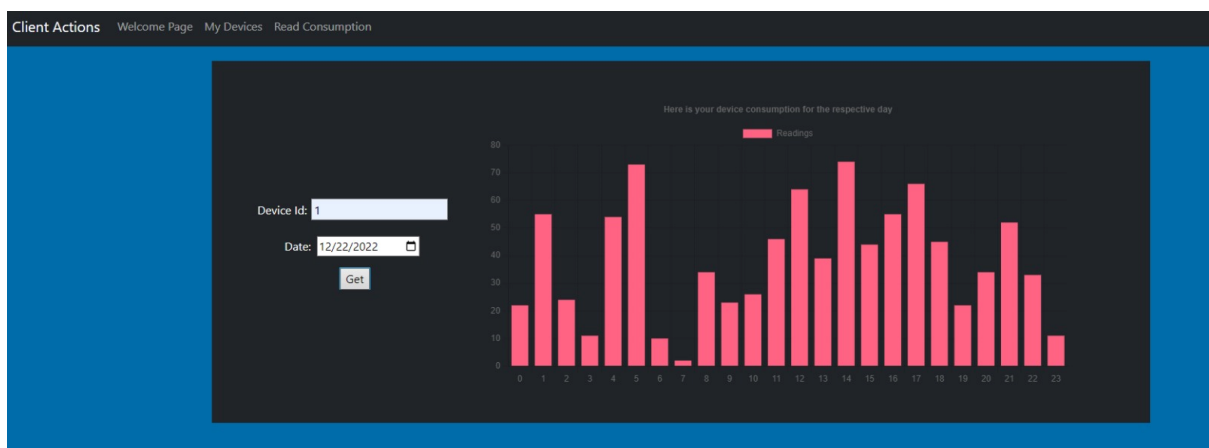 Client Actions Welcome Page My Devices Read Consumption
Here is your device consumption for the respective day
Readings
Device Id: 1
Date: 12/22/2022
Get
80
70
60
50
40
30
20
10
0
0 1 2 3 4 5 6 7 8 9 10 11 12 13 14 15 16 17 18 19 20 21 22 23